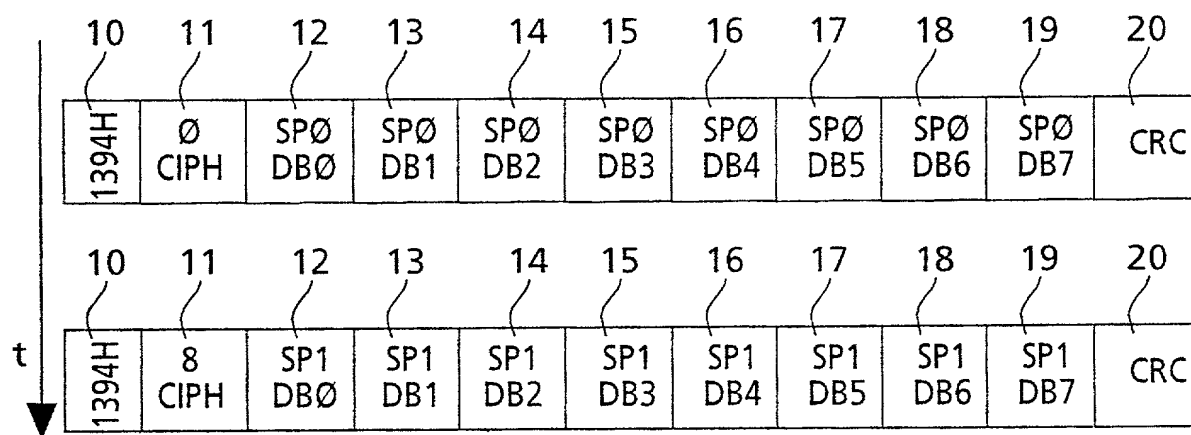 10 11 12 13 14 15 16 17 18 19 20
1394H Ø CIPH SPØ DBØ SPØ DB1 SPØ DB2 SPØ DB3 SPØ DB4 SPØ DB5 SPØ DB6 SPØ DB7 CRC
10 11 12 13 14 15 16 17 18 19 20
t 1394H 8 CIPH SP1 DBØ SP1 DB1 SP1 DB2 SP1 DB3 SP1 DB4 SP1 DB5 SP1 DB6 SP1 DB7 CRC